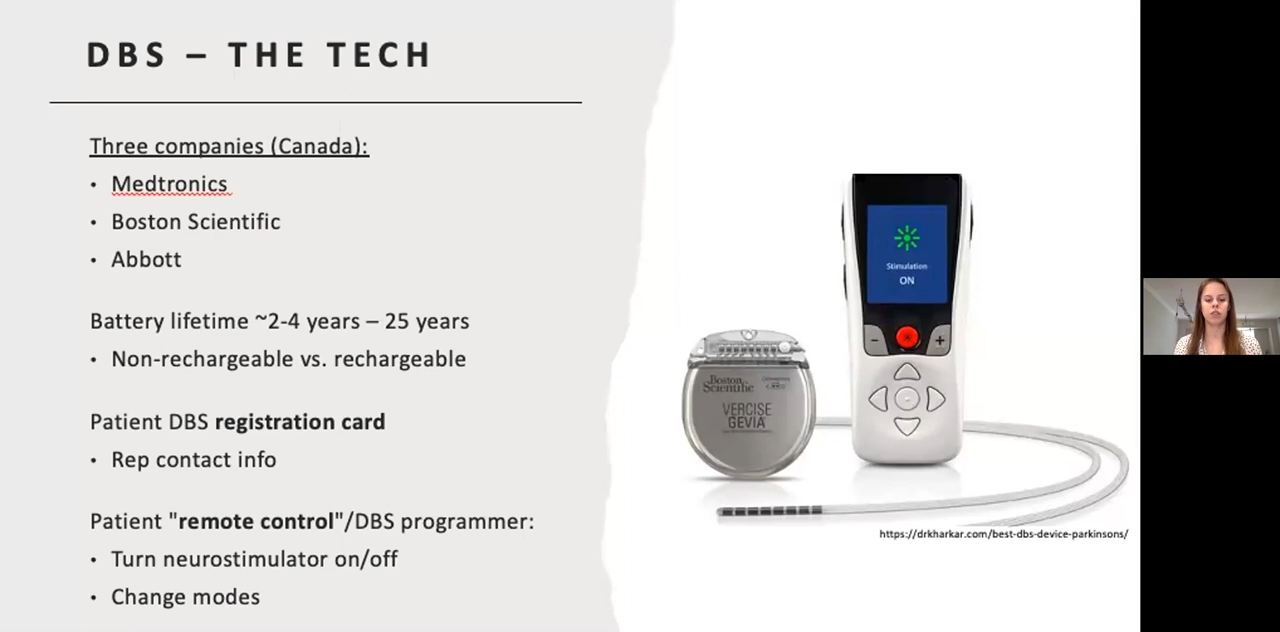 DBS – THE TECH
Three companies (Canada):
• Medtronics
• Boston Scientific
• Abbott
Battery lifetime ~2-4 years – 25 years
• Non-rechargeable vs. rechargeable
Patient DBS registration card
• Rep contact info
Patient "remote control"/DBS programmer:
• Turn neurostimulator on/off
• Change modes
Stimulation
ON
Boston
Scientific
VERCISE
GEVIA
https://drkharkar.com/best-dbs-device-parkinsons/